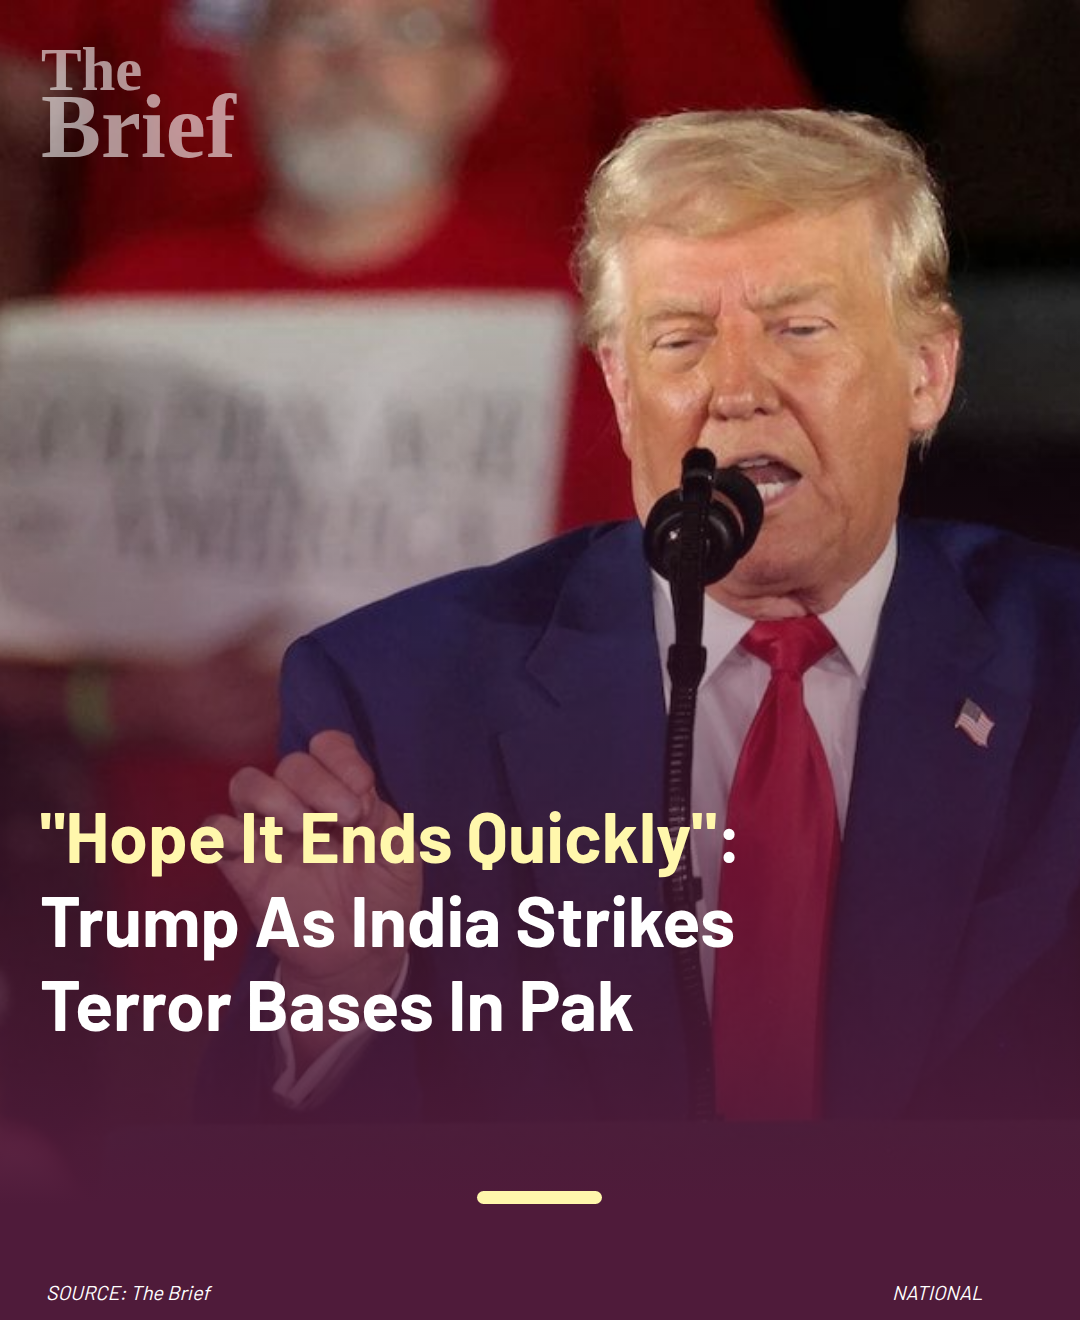 The
Brief
"Hope It Ends Quickly":
Trump As India Strikes
Terror Bases In Pak
SOURCE: The Brief
NATIONAL